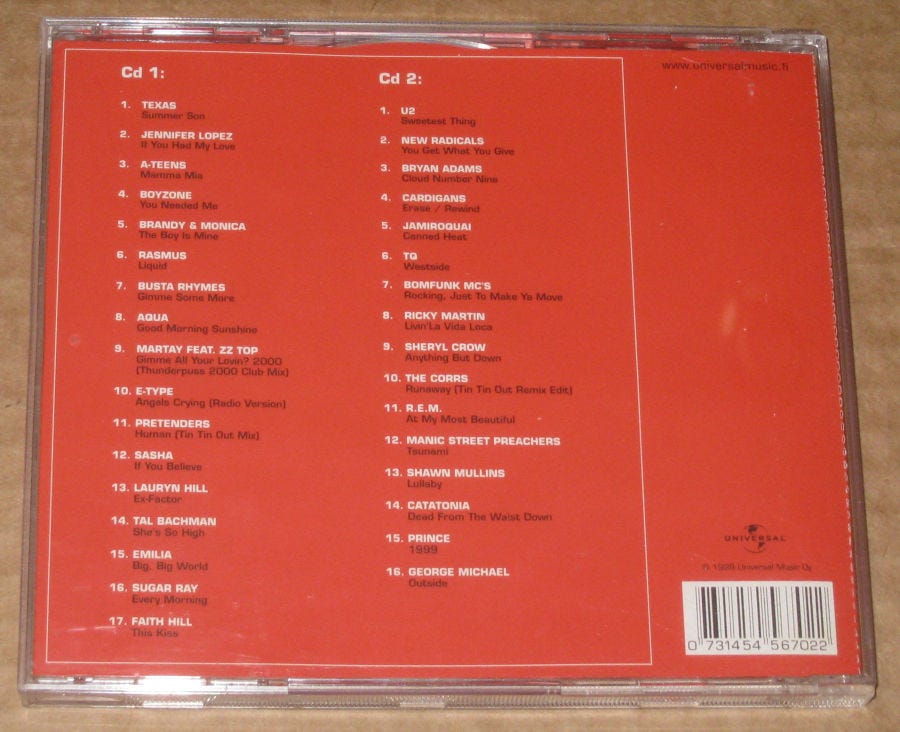 Cd 1:
1. TEXAS
Summer Son
2. JENNIFER LOPEZ
If You Had My Love
3. A-TEENS
Mamma Mia
4. BOYZONE
You Needed Me
5. BRANDY & MONICA
The Boy Is Mine
6. RASMUS
Liquid
7. BUSTA RHYMES
Gimme Some More
8. AQUA
Good Morning Sunshine
9. MARTAY FEAT. ZZ TOP
Gimme All Your Lovin? 2000
(Thunderpuss 2000 Club Mix)
10. E-TYPE
Angels Crying (Radio Version)
11. PRETENDERS
Human (Tin Tin Out Mix)
12. SASHA
If You Believe
13. LAURYN HILL
Ex-Factor
14. TAL BACHMAN
She's So High
15. EMILIA
Big, Big World
16. SUGAR RAY
Every Morning
17. FAITH HILL
This Kiss
Cd 2:
1. U2
Sweetest Thing
2. NEW RADICALS
You Get What You Give
3. BRYAN ADAMS
Cloud Number Nine
4. CARDIGANS
Erase / Rewind
5. JAMIROQUAI
Canned Heat
6. TQ
Westside
7. BOMFUNK MC'S
Rocking, Just To Make Ya Move
8. RICKY MARTIN
Livin'La Vida Loca
9. SHERYL CROW
Anything But Down
10. THE CORRS
Runaway (Tin Tin Out Remix Edit)
11. R.E.M.
At My Most Beautiful
12. MANIC STREET PREACHERS
Tsunami
13. SHAWN MULLINS
Lullaby
14. CATATONIA
Dead From The Waist Down
15. PRINCE
1999
16. GEORGE MICHAEL
Outside
www.universalmusic.fi
UNIVERSAL
Universal Music Oy
0 731454 567022